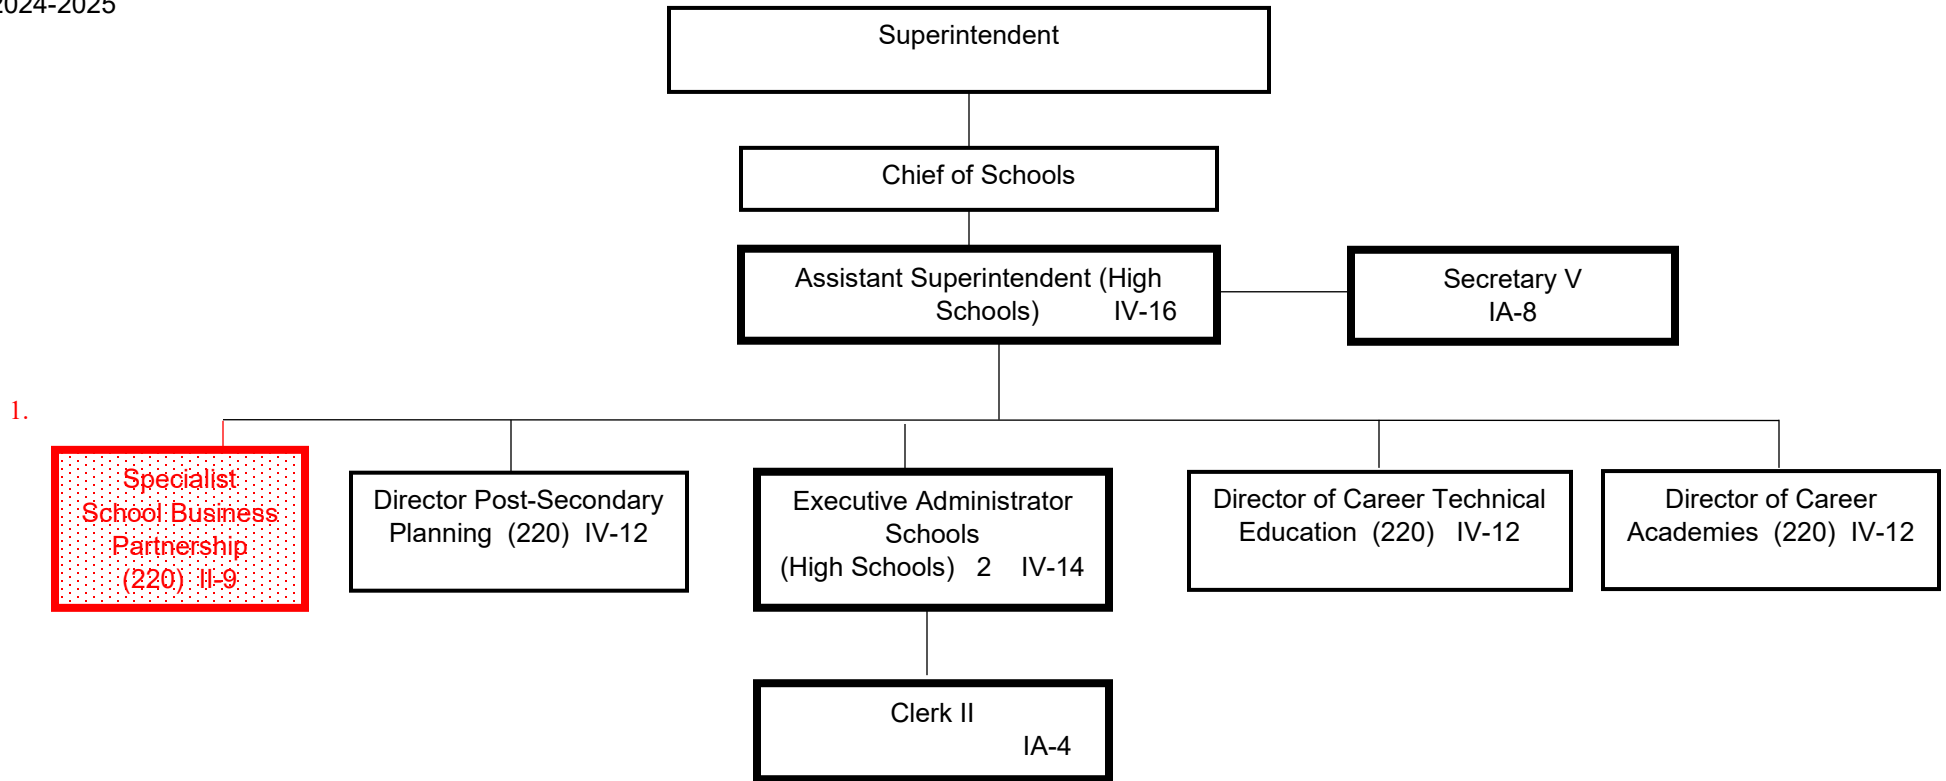 2024-2025
Superintendent
Chief of Schools
Assistant Superintendent (High
Schools) IV-16
Secretary V
IA-8
1.
Specialist
School Business
Partnership
(220) II-9
Director Post-Secondary
Planning (220) IV-12
Executive Administrator
Schools
(High Schools) 2 IV-14
Director of Career Technical
Education (220) IV-12
Director of Career
Academies (220) IV-12
Clerk II
IA-4